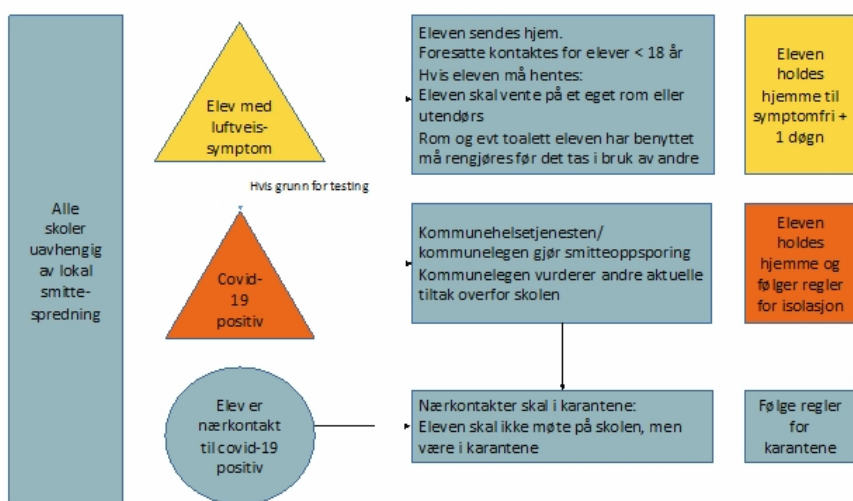 Alle
skoler
uavhengig
av lokal
smitte-
spredning
Elev med
luftveis-
symptom
Eleven sendes hjem.
Foresatte kontaktes for elever < 18 år
Hvis eleven må hentes:
Eleven skal vente på et eget rom eller
utendørs
Rom og evt toalett eleven har benyttet
må rengjøres før det tas i bruk av andre
Eleven
holdes
hjemme til
symptomfri +
1 døgn
Hvis grunn for testing
Covid-
19
positiv
Kommunehelsetjenesten/
kommunelegen gjør smitteoppsporing
Kommunelegen vurderer andre aktuelle
tiltak overfor skolen
Eleven
holdes
hjemme og
følger regler
for isolasjon
Elev er
nærkontakt
til covid-19
positiv
Nærkontakter skal i karantene:
Eleven skal ikke møte på skolen, men
være i karantene
Følge regler
for
karantene